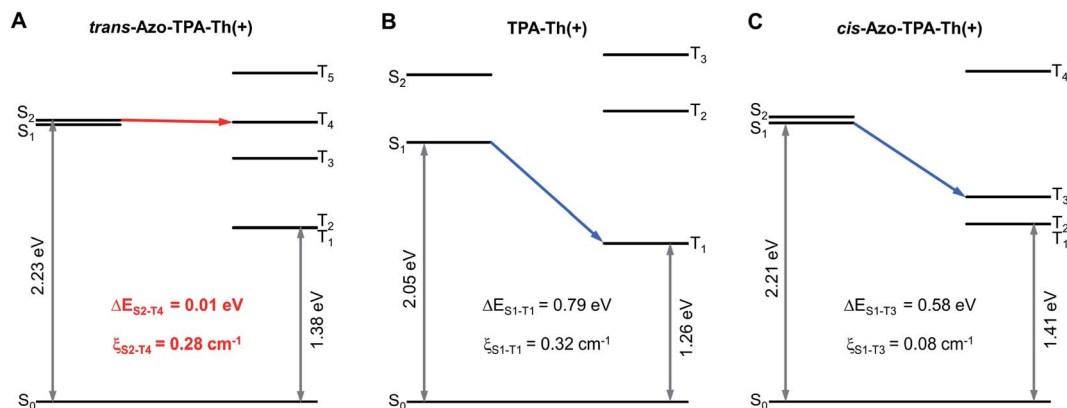 A
trans-Azo-TPA-Th(+)
T5
S2
S1
T4
T3
T2
T1
2.23 eV
1.38 eV
ΔES2-T4 = 0.01 eV
ξS2-T4 = 0.28 cm-1
S0
B
TPA-Th(+)
T3
S2
T2
S1
T1
2.05 eV
1.26 eV
ΔES1-T1 = 0.79 eV
ξS1-T1 = 0.32 cm-1
S0
C
cis-Azo-TPA-Th(+)
T4
S2
S1
T3
T2
T1
2.21 eV
1.41 eV
ΔES1-T3 = 0.58 eV
ξS1-T3 = 0.08 cm-1
S0